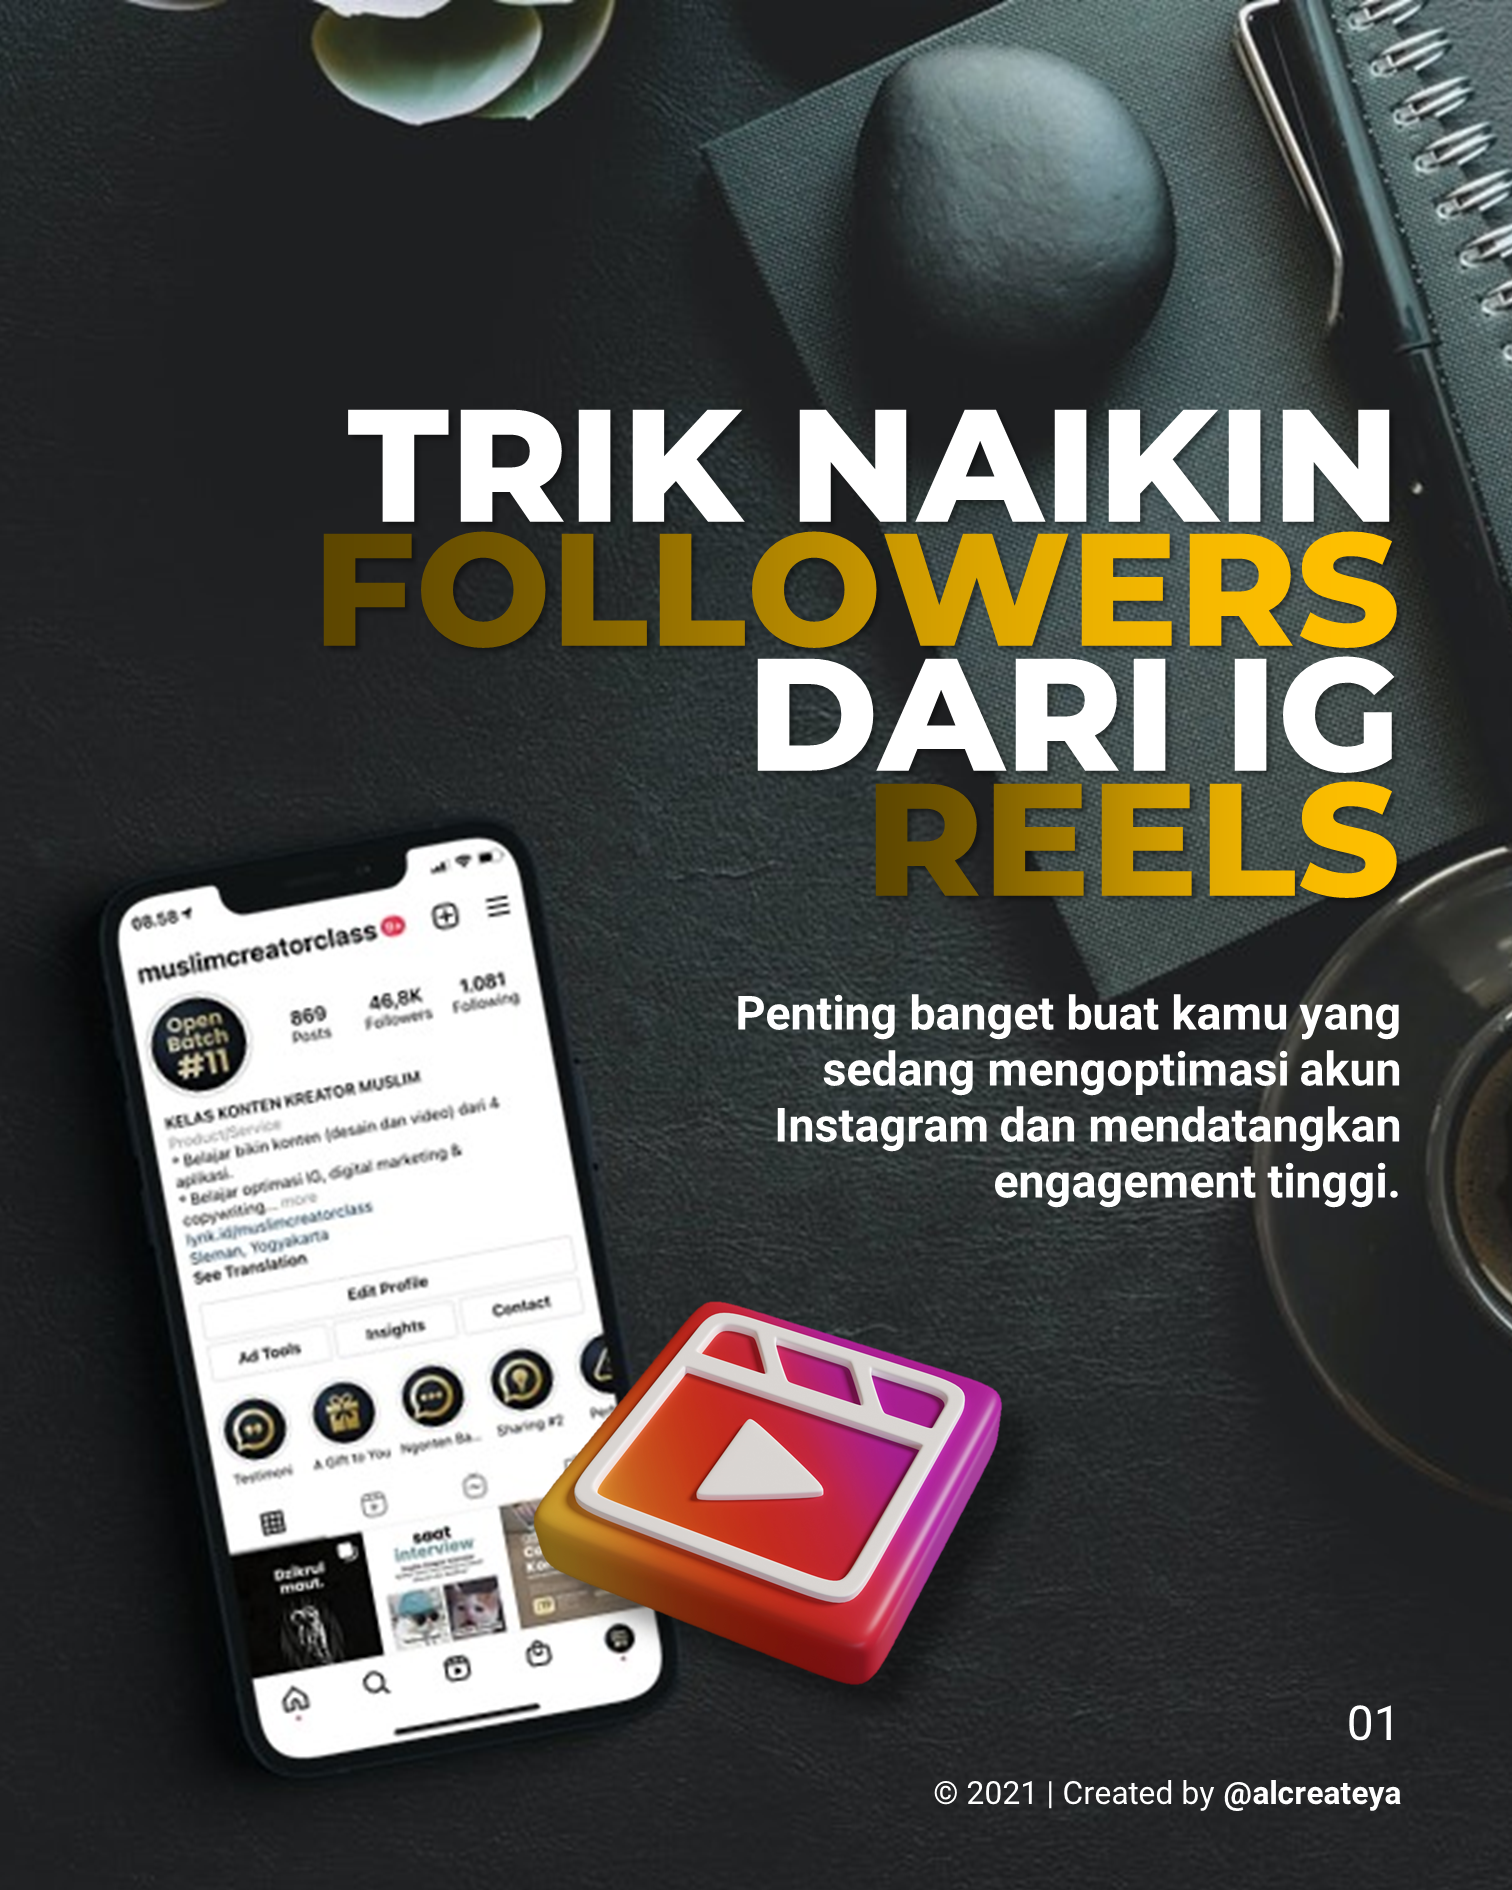 TRIK NAIKIN
FOLLOWERS
DARI IG
REELS
Penting banget buat kamu yang
sedang mengoptimasi akun
Instagram dan mendatangkan
engagement tinggi.
08.58
muslimcreatorclass 9+
Open
Batch
#11
869
Posts
46,8K
Followers
1.081
Following
KELAS KONTEN KREATOR MUSLIM
Product/Service
* Belajar bikin konten (desain dan video) dari 4
aplikasi.
* Belajar optimasi IG, digital marketing &
copywriting... more
lynk.id/muslimcreatorclass
Sleman, Yogyakarta
See Translation
Edit Profile
Ad Tools
Insights
Contact
Testimoni
A Gift to You
Ngonten Ba...
Sharing #2
Dzikrul
maut.
saat
interview
01
© 2021 | Created by @alcreateya